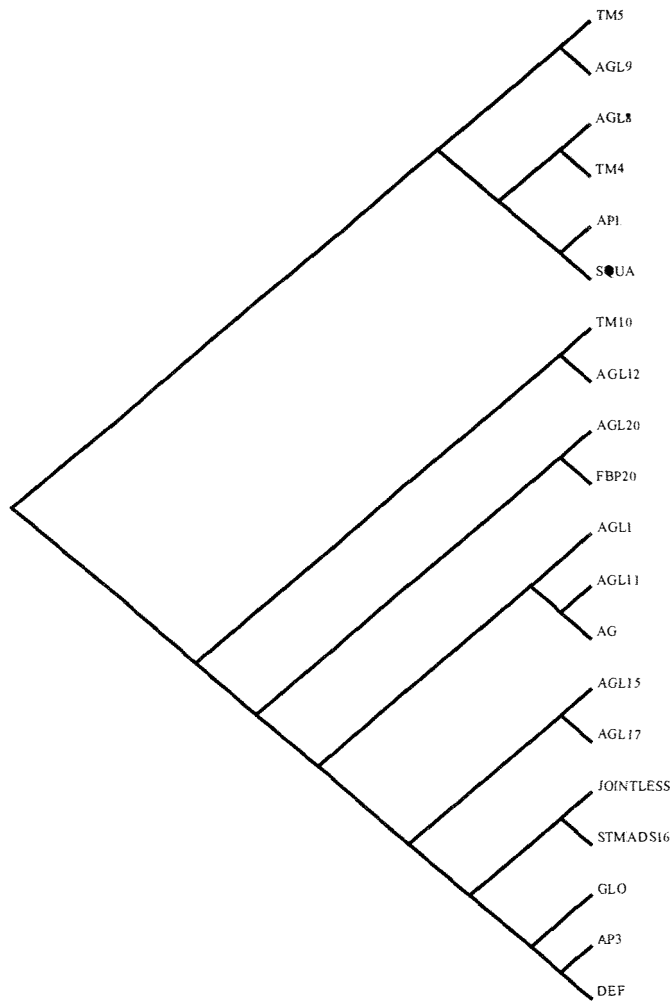 TM5
AGL9
AGL8
TM4
AP1
SQUA
TM10
AGL12
AGL20
FBP20
AGL1
AGL11
AG
AGL15
AGL17
JOINTLESS
STMADS16
GLO
AP3
DEF